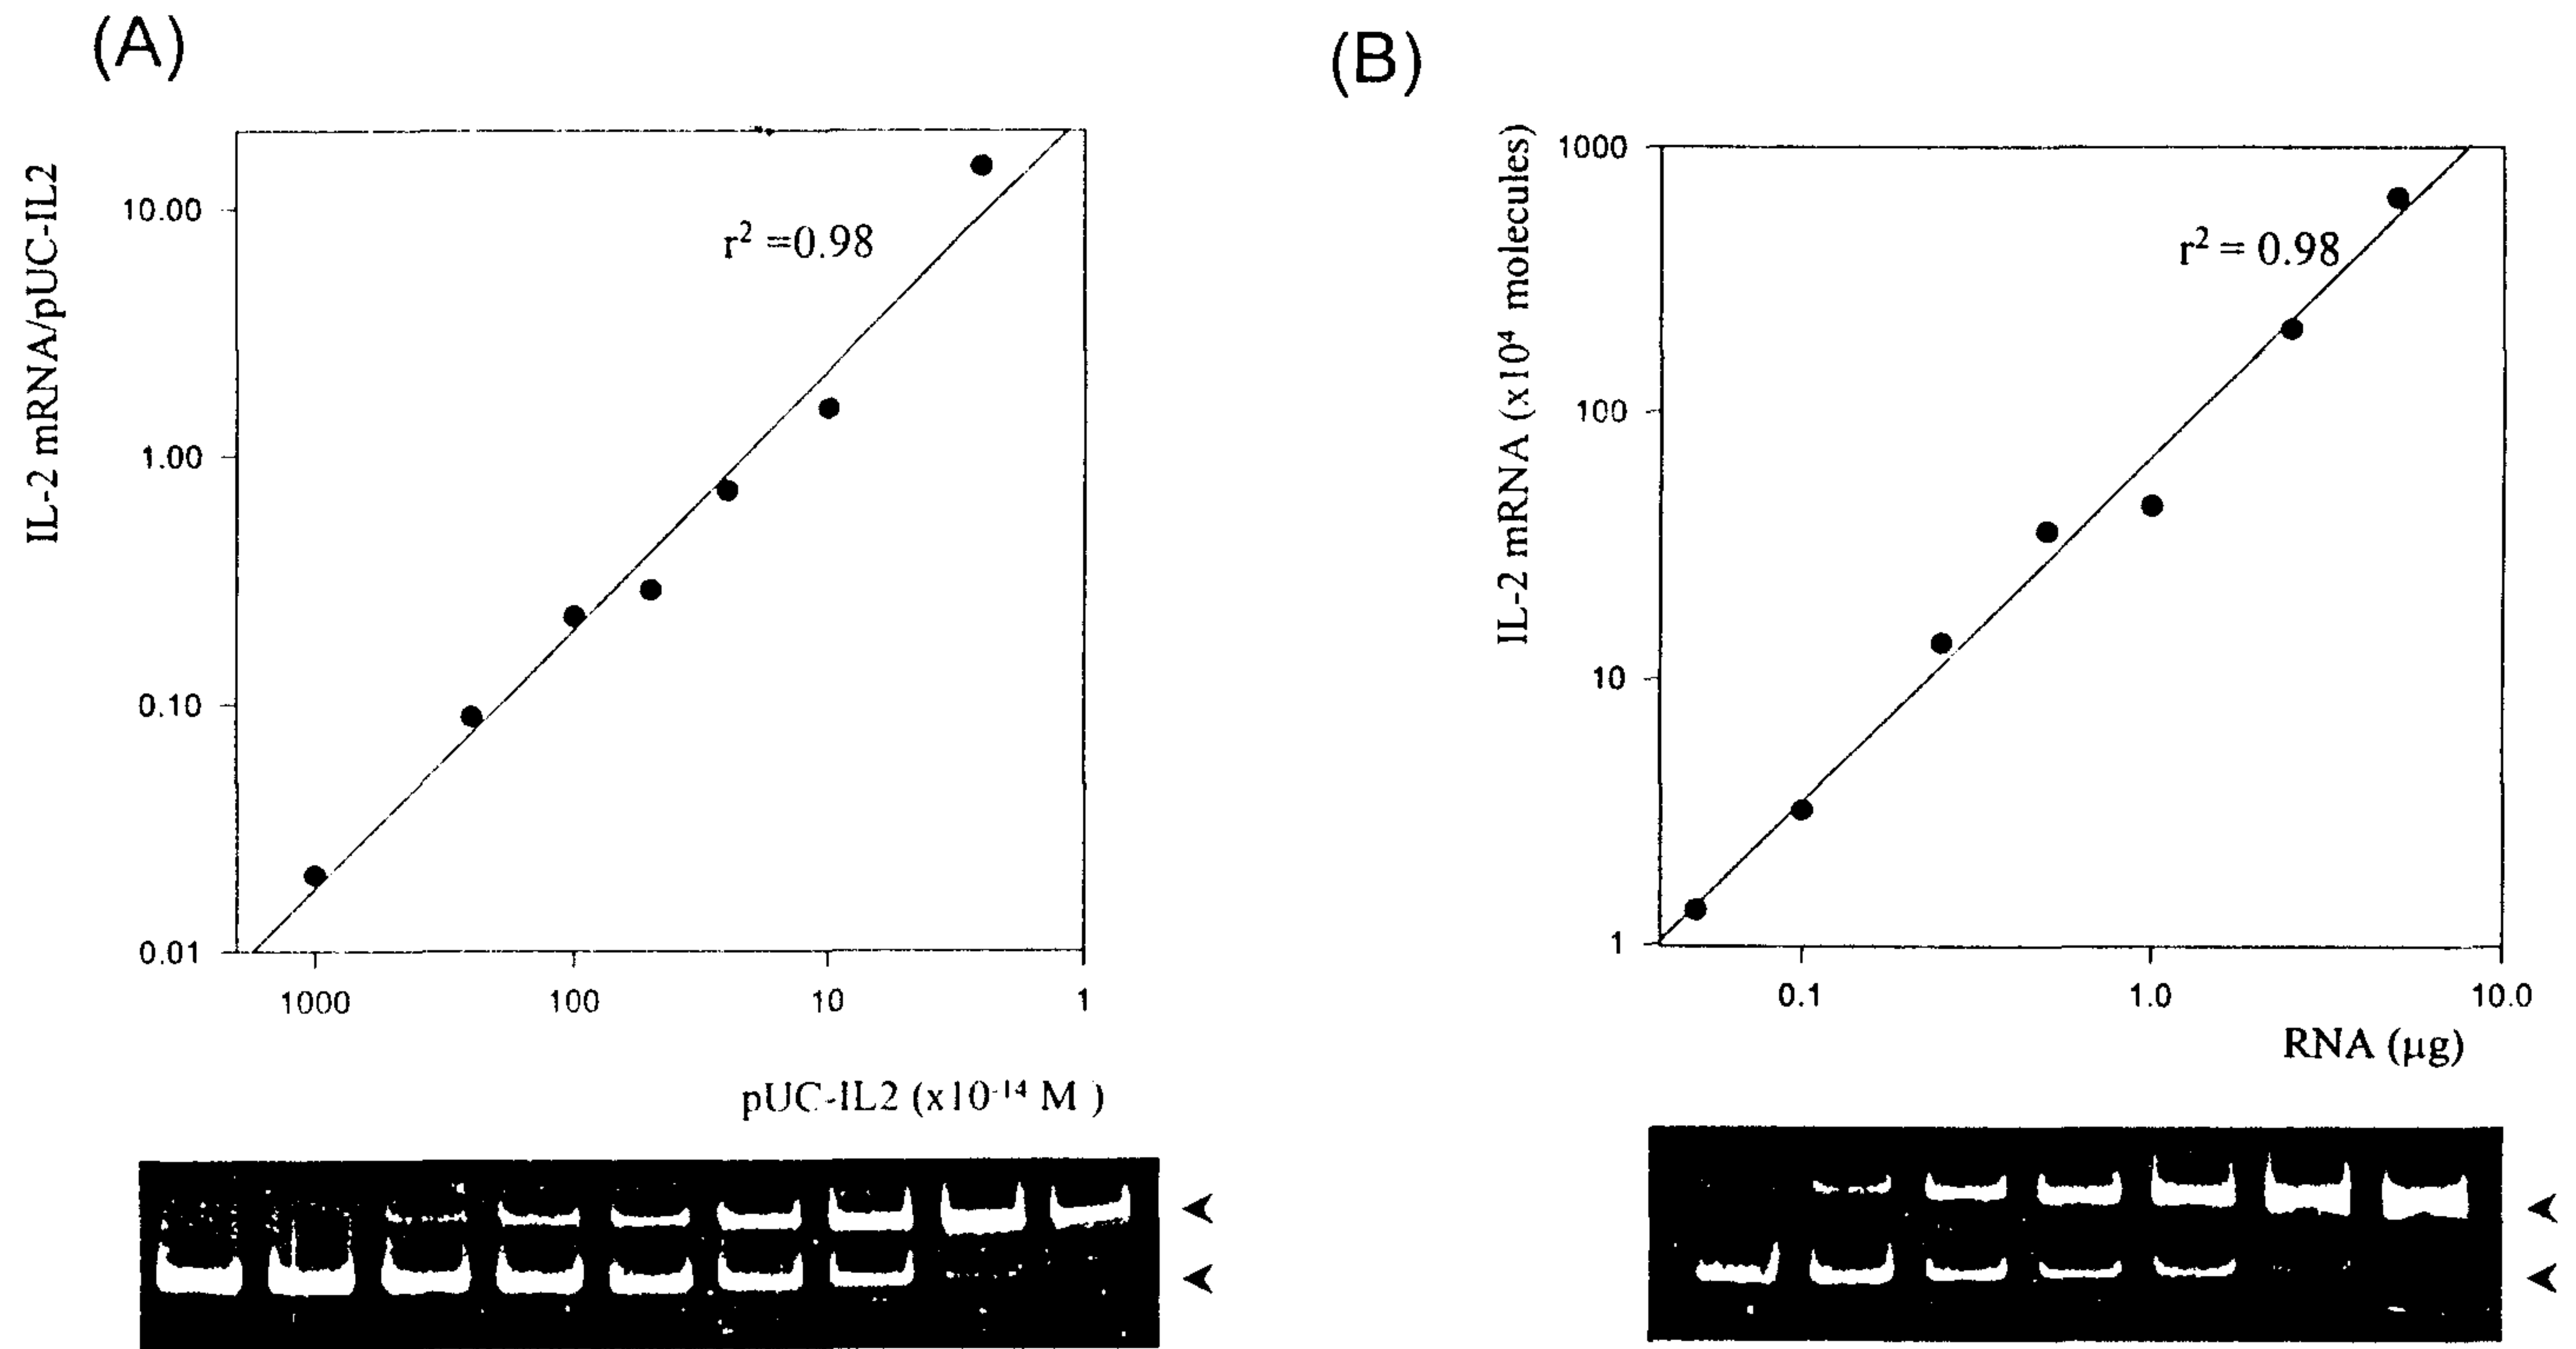 (A)
IL-2 mRNA/pUC-IL2
10.00
1.00
0.10
0.01
r² =0.98
1000 100 10 1
pUC-IL2 (x10⁻¹⁴ M )
(B)
IL-2 mRNA (x10⁴ molecules)
1000
100
10
1
r² = 0.98
0.1 1.0 10.0
RNA (µg)